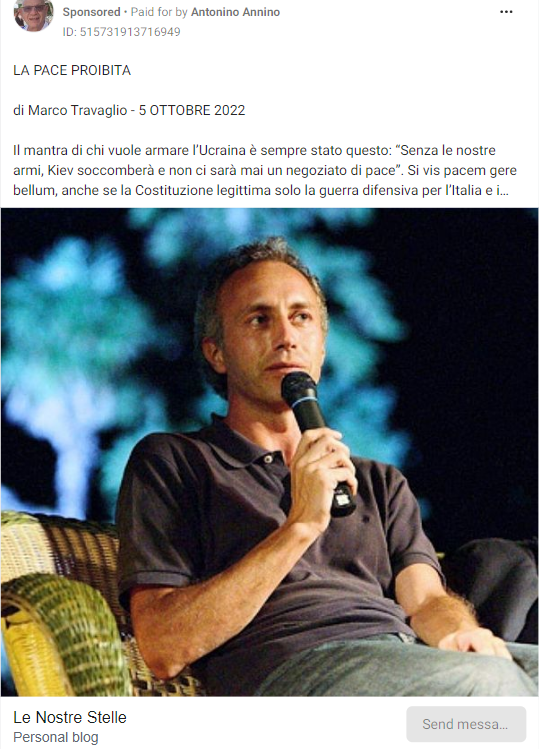 Sponsored • Paid for by Antonino Annino
ID: 515731913716949
LA PACE PROIBITA
di Marco Travaglio - 5 OTTOBRE 2022
Il mantra di chi vuole armare l’Ucraina è sempre stato questo: “Senza le nostre
armi, Kiev soccomberà e non ci sarà mai un negoziato di pace”. Si vis pacem gere
bellum, anche se la Costituzione legittima solo la guerra difensiva per l’Italia e i...
Le Nostre Stelle
Personal blog
Send messa...